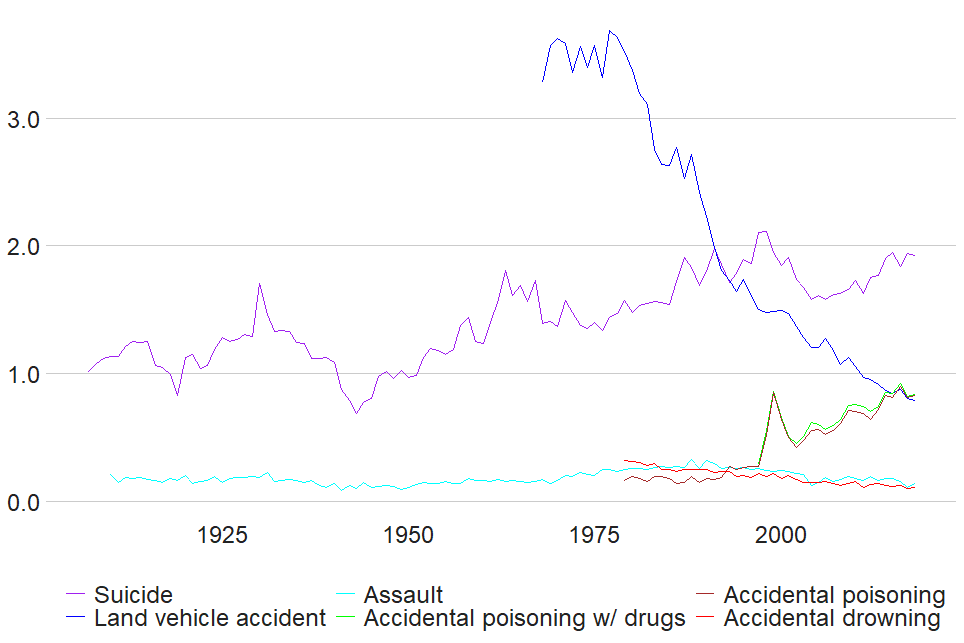 3.0
2.0
1.0
0.0
1925 1950 1975 2000
Suicide Assault Accidental poisoning
Land vehicle accident Accidental poisoning w/ drugs Accidental drowning